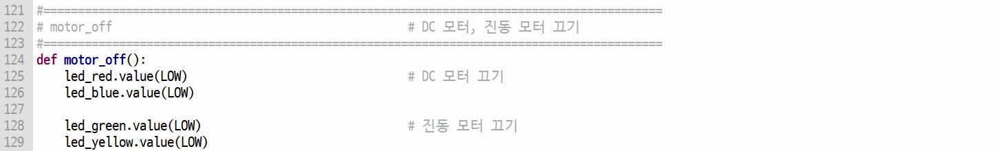 121 #==========================================================================================
122 # motor_off # DC 모터, 진동 모터 끄기
123 #==========================================================================================
124 def motor_off():
125 led_red.value(LOW) # DC 모터 끄기
126 led_blue.value(LOW)
127
128 led_green.value(LOW) # 진동 모터 끄기
129 led_yellow.value(LOW)